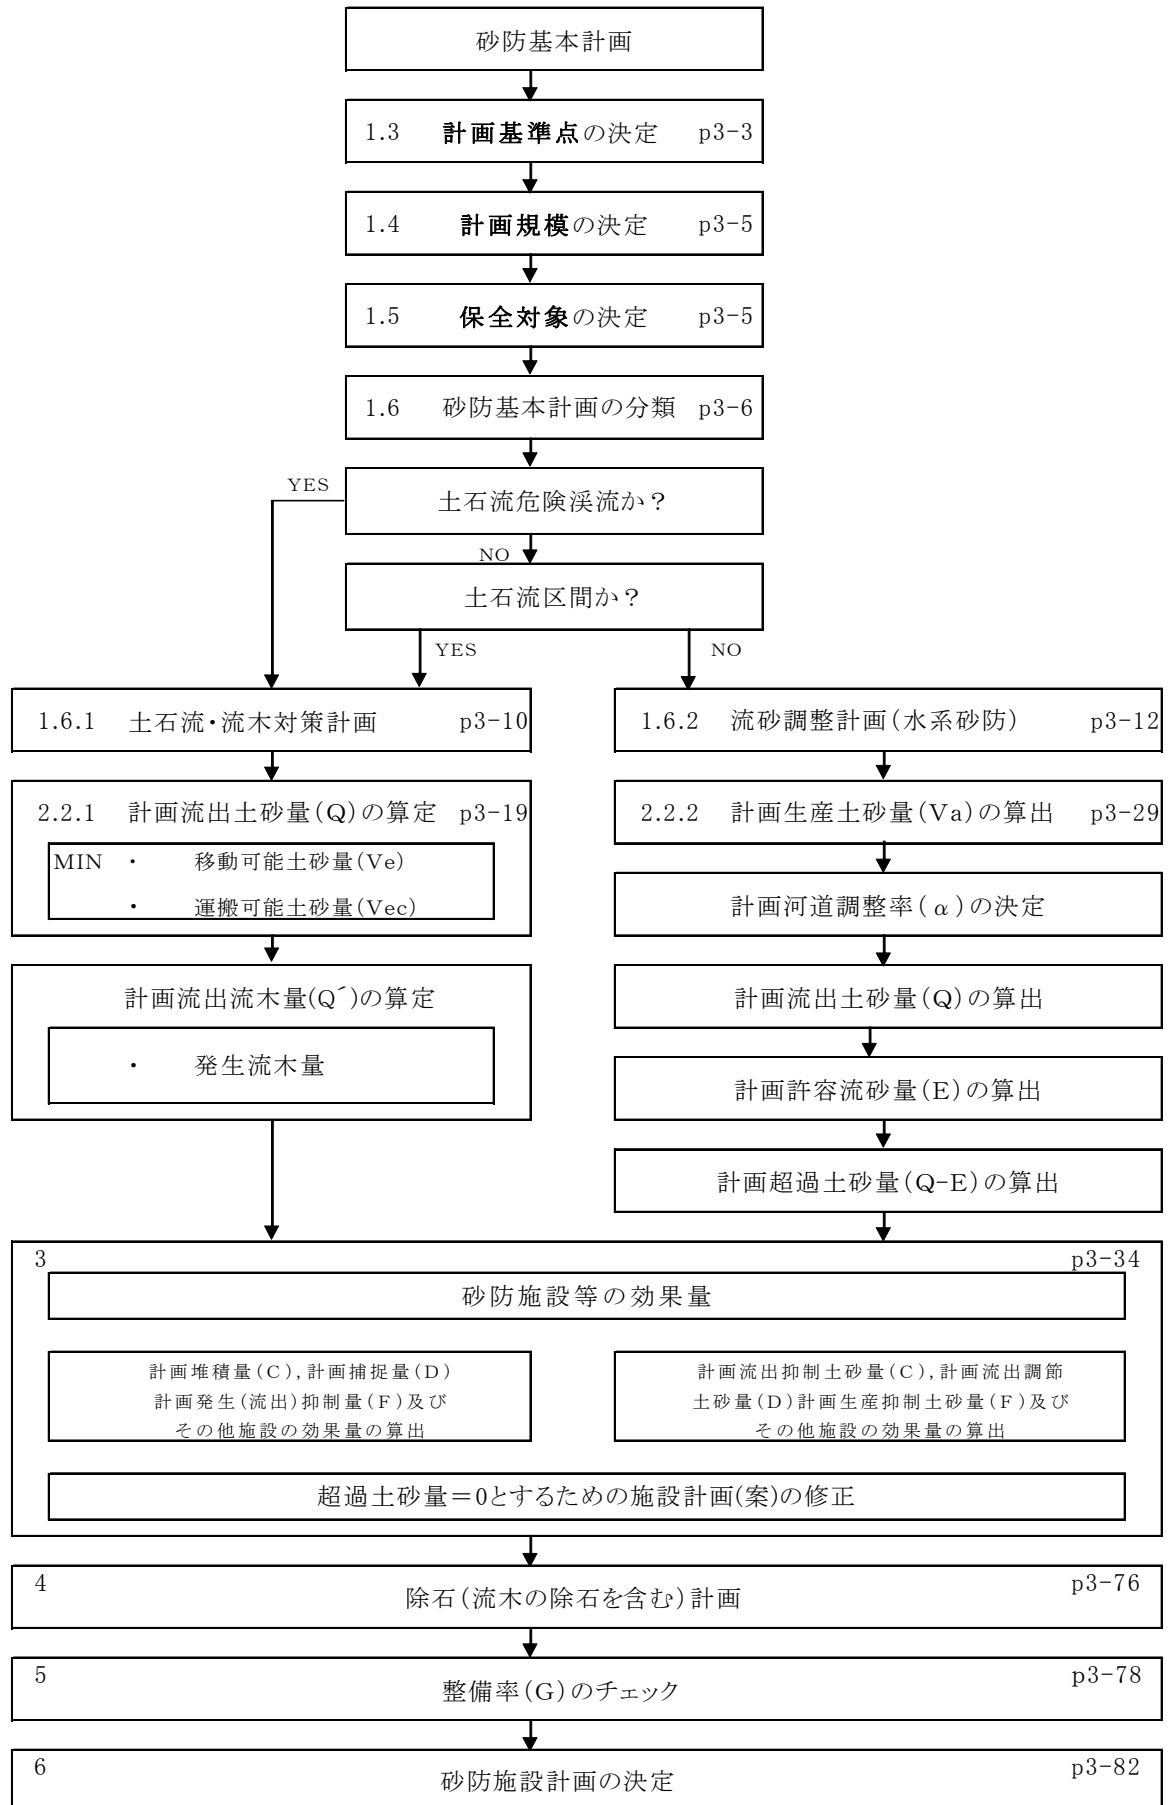 砂防基本計画
1.3 計画基準点の決定 p3-3
1.4 計画規模の決定 p3-5
1.5 保全対象の決定 p3-5
1.6 砂防基本計画の分類 p3-6
YES
土石流危険渓流か？
NO
土石流区間か？
YES
NO
1.6.1 土石流・流木対策計画 p3-10
1.6.2 流砂調整計画(水系砂防) p3-12
2.2.1 計画流出土砂量(Q)の算定 p3-19
MIN ・ 移動可能土砂量(Ve)
・ 運搬可能土砂量(Vec)
2.2.2 計画生産土砂量(Va)の算出 p3-29
計画河道調整率(α)の決定
計画流出流木量(Q´)の算定
・ 発生流木量
計画流出土砂量(Q)の算出
計画許容流砂量(E)の算出
計画超過土砂量(Q-E)の算出
3 p3-34
砂防施設等の効果量
計画堆積量(C),計画捕捉量(D)
計画発生(流出)抑制量(F)及び
その他施設の効果量の算出
計画流出抑制土砂量(C),計画流出調節
土砂量(D)計画生産抑制土砂量(F)及び
その他施設の効果量の算出
超過土砂量＝0とするための施設計画(案)の修正
4 除石(流木の除石を含む)計画 p3-76
5 整備率(G)のチェック p3-78
6 砂防施設計画の決定 p3-82